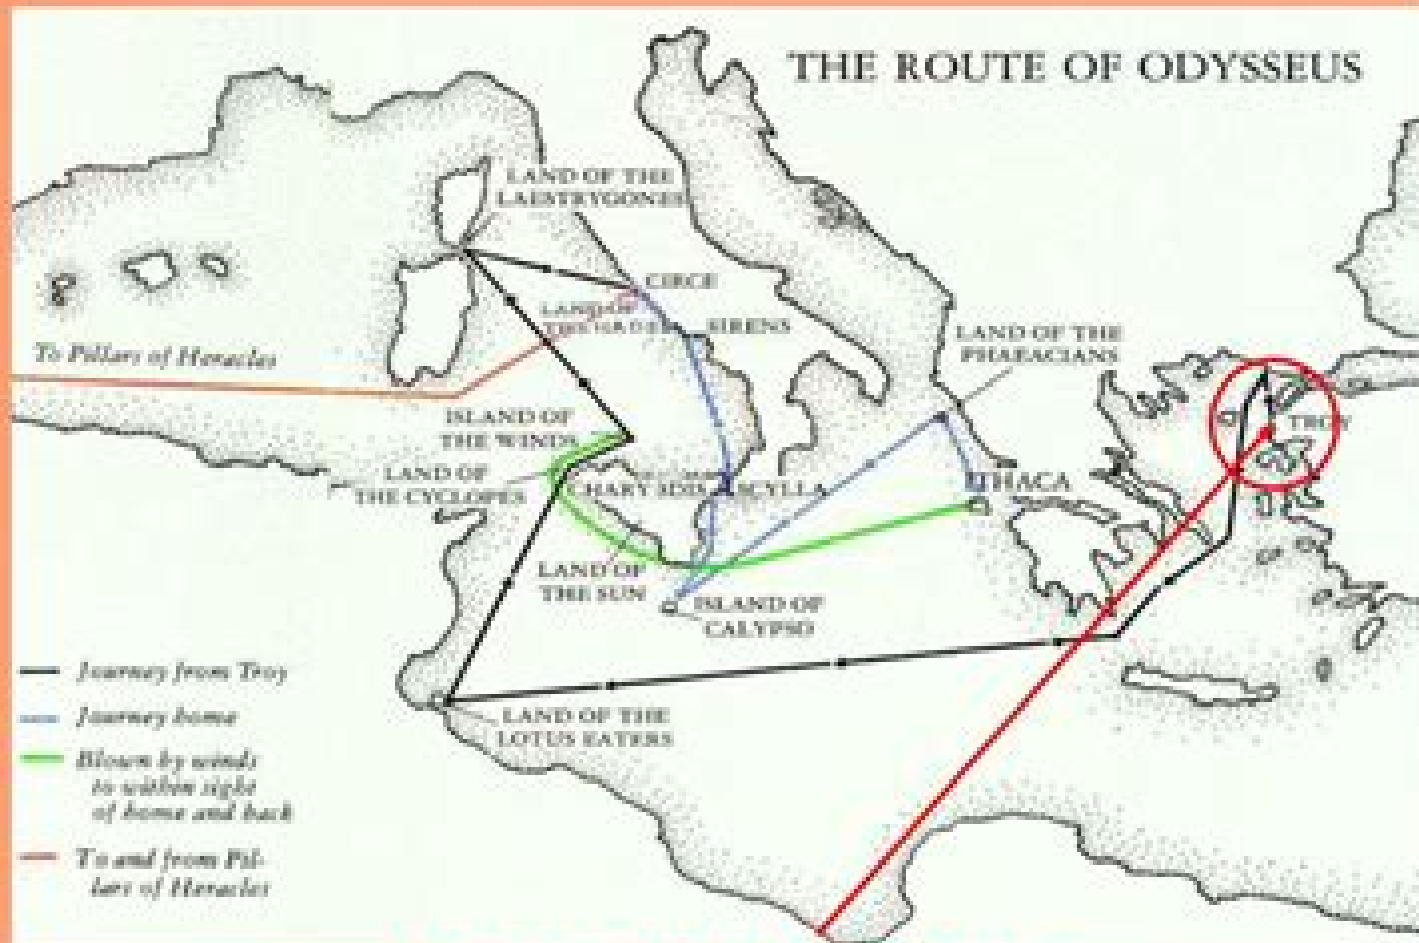 THE ROUTE OF ODYSSEUS
LAND OF THE
LAESTRYGONES
CIRCE
LAND OF
THE HADES
SIRENS
LAND OF THE
PHAEACIANS
To Pillars of Heracles
ISLAND OF
THE WINDS
TROY
LAND OF
THE CYCLOPES
CHARYBDIS & SCYLLA
ITHACA
LAND OF
THE SUN
ISLAND OF
CALYPSO
LAND OF THE
LOTUS EATERS
Journey from Troy
Journey home
Blown by winds
to within sight
of home and back
To and from Pil-
lars of Heracles